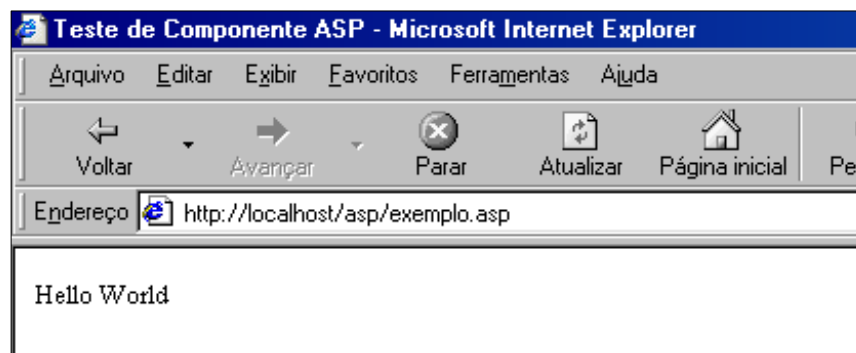 Teste de Componente ASP - Microsoft Internet Explorer
Arquivo Editar Exibir Favoritos Ferramentas Ajuda
Voltar Avançar Parar Atualizar Página inicial
Endereço http://localhost/asp/exemplo.asp
Hello World